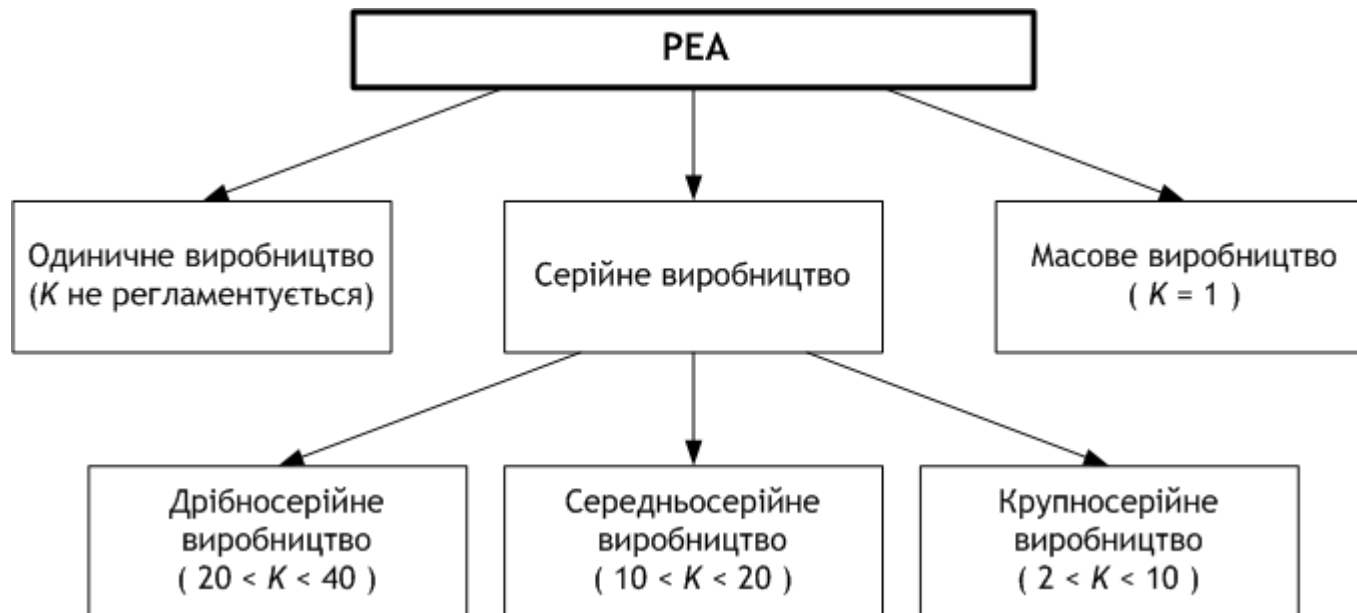 РЕА
Одиничне виробництво
(K не регламентується)
Серійне виробництво
Масове виробництво
( K = 1 )
Дрібносерійне
виробництво
( 20 < K < 40 )
Середньосерійне
виробництво
( 10 < K < 20 )
Крупносерійне
виробництво
( 2 < K < 10 )